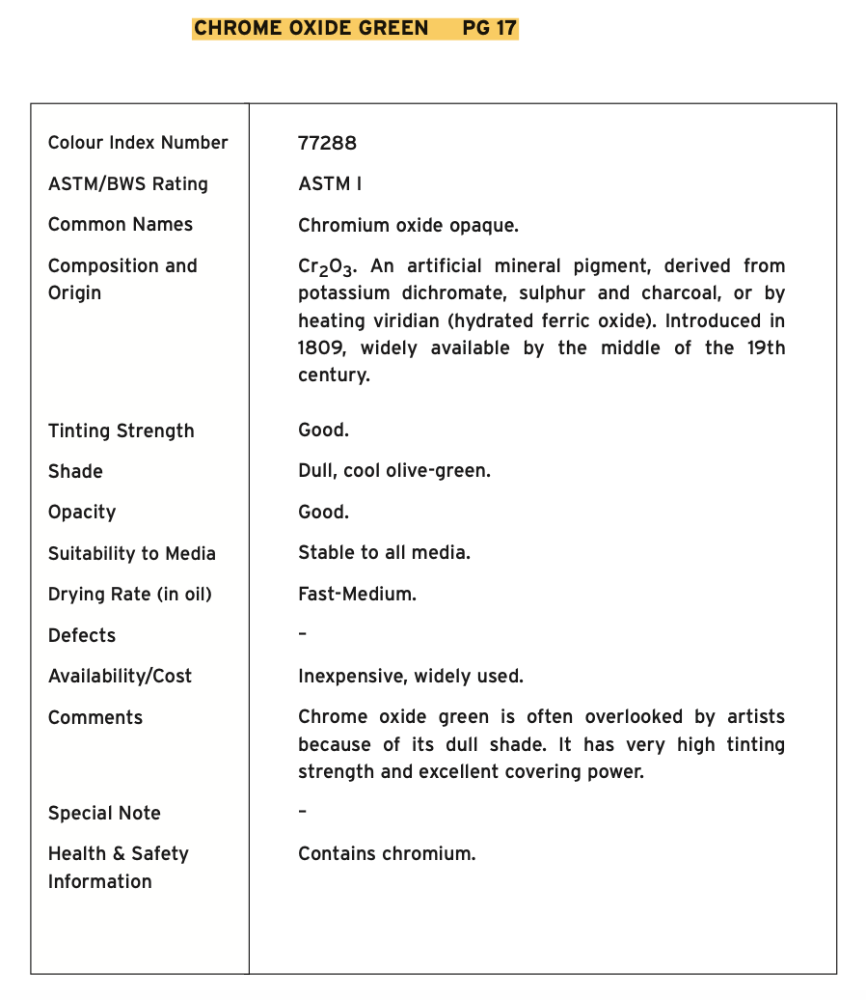 CHROME OXIDE GREEN PG 17
Colour Index Number 77288
ASTM/BWS Rating ASTM I
Common Names Chromium oxide opaque.
Composition and Cr₂O₃. An artificial mineral pigment, derived from
Origin potassium dichromate, sulphur and charcoal, or by
heating viridian (hydrated ferric oxide). Introduced in
1809, widely available by the middle of the 19th
century.
Tinting Strength Good.
Shade Dull, cool olive-green.
Opacity Good.
Suitability to Media Stable to all media.
Drying Rate (in oil) Fast-Medium.
Defects –
Availability/Cost Inexpensive, widely used.
Comments Chrome oxide green is often overlooked by artists
because of its dull shade. It has very high tinting
strength and excellent covering power.
Special Note –
Health & Safety Contains chromium.
Information